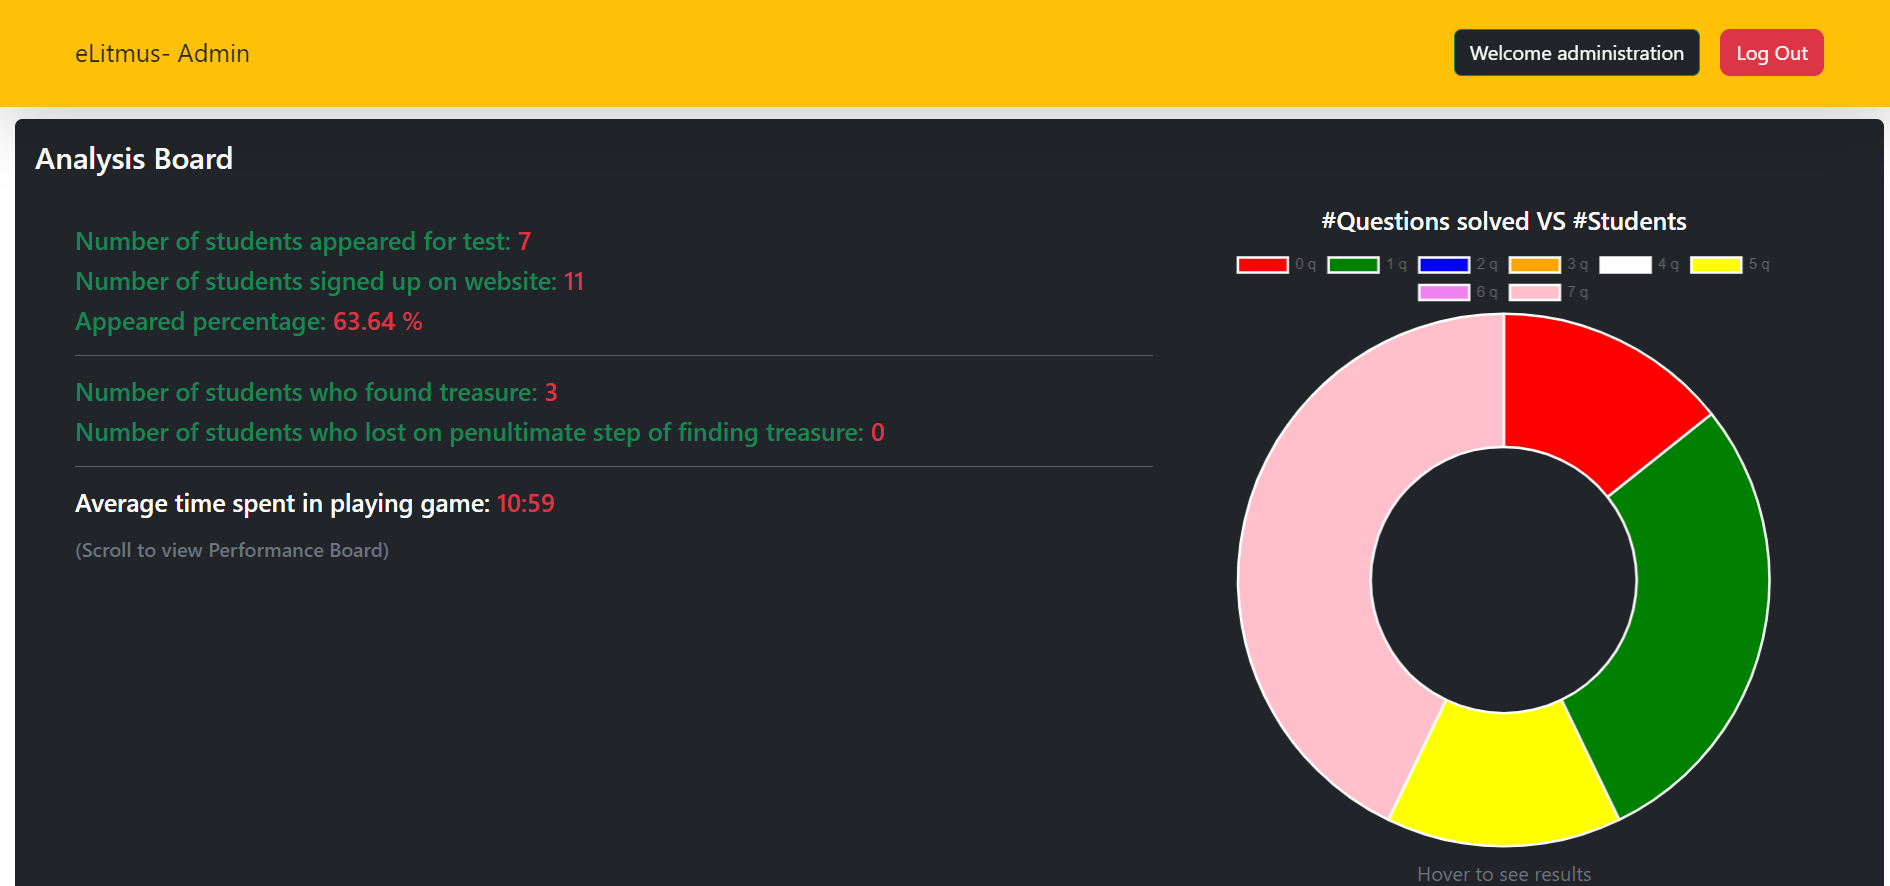 eLitmus- Admin
Welcome administration
Log Out
Analysis Board
Number of students appeared for test: 7
Number of students signed up on website: 11
Appeared percentage: 63.64 %
Number of students who found treasure: 3
Number of students who lost on penultimate step of finding treasure: 0
Average time spent in playing game: 10:59
(Scroll to view Performance Board)
#Questions solved VS #Students
0 q 1 q 2 q 3 q 4 q 5 q
6 q 7 q
Hover to see results